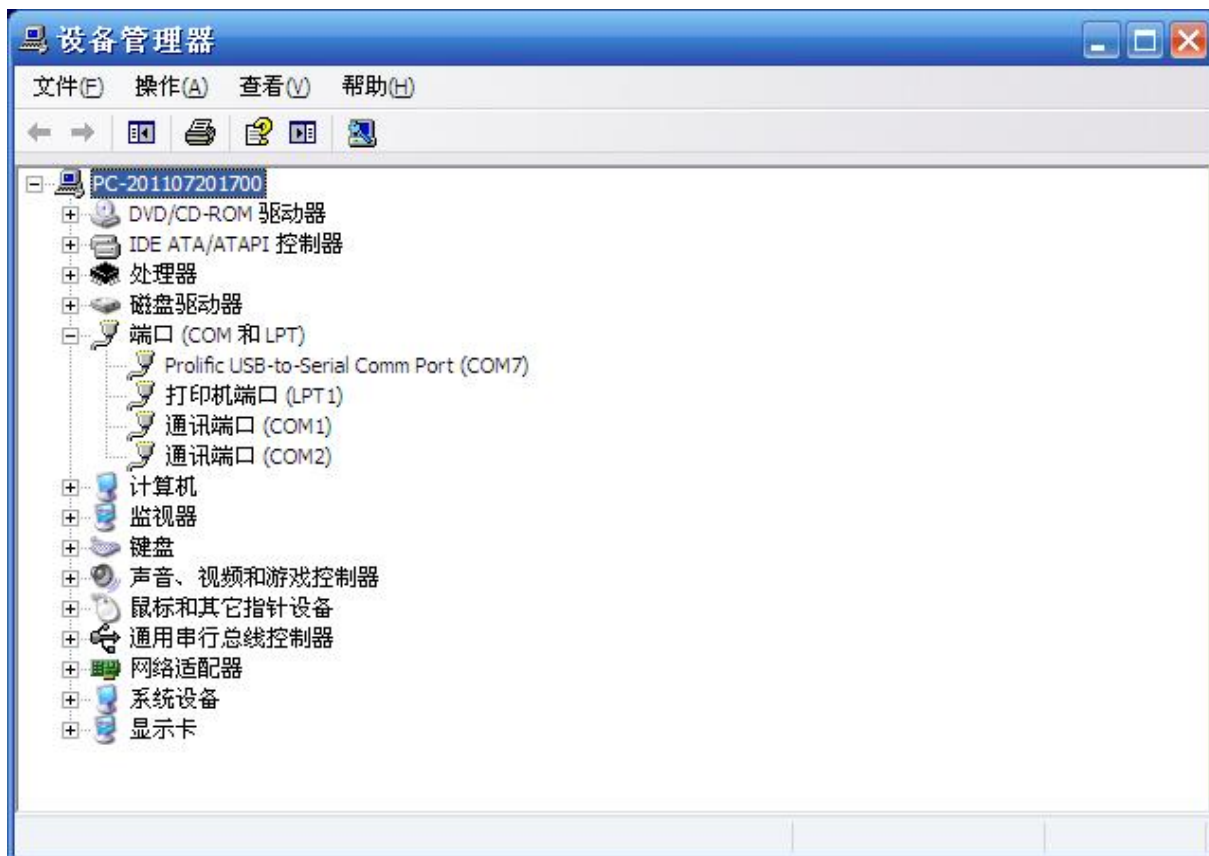 设备管理器
文件(F) 操作(A) 查看(V) 帮助(H)
PC-201107201700
DVD/CD-ROM 驱动器
IDE ATA/ATAPI 控制器
处理器
磁盘驱动器
端口 (COM 和 LPT)
Prolific USB-to-Serial Comm Port (COM7)
打印机端口 (LPT1)
通讯端口 (COM1)
通讯端口 (COM2)
计算机
监视器
键盘
声音、视频和游戏控制器
鼠标和其它指针设备
通用串行总线控制器
网络适配器
系统设备
显示卡